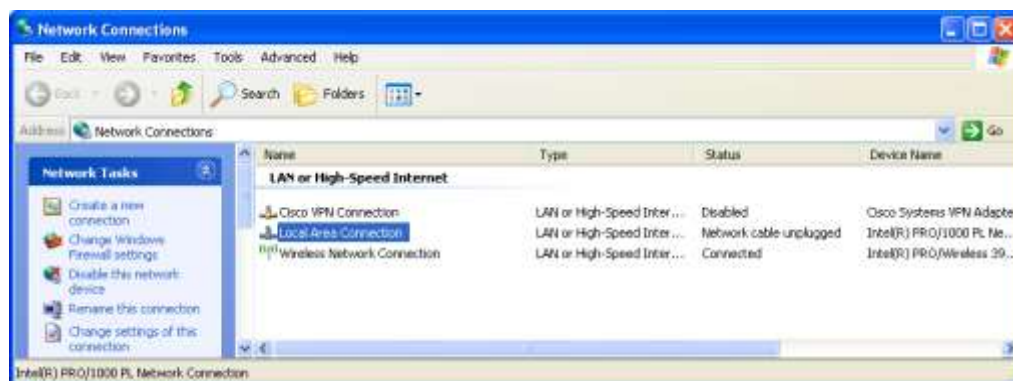 Network Connections
File Edit View Favorites Tools Advanced Help
Back Search Folders
Address Network Connections Go
Name Type Status Device Name
Network Tasks
LAN or High-Speed Internet
Create a new
connection
Cisco VPN Connection LAN or High-Speed Inter... Disabled Cisco Systems VPN Adapte
Local Area Connection LAN or High-Speed Inter... Network cable unplugged Intel(R) PRO/1000 PL Ne...
Wireless Network Connection LAN or High-Speed Inter... Connected Intel(R) PRO/Wireless 39...
Change Windows
Firewall settings
Disable this network
device
Rename this connection
Change settings of this
connection
Intel(R) PRO/1000 PL Network Connection